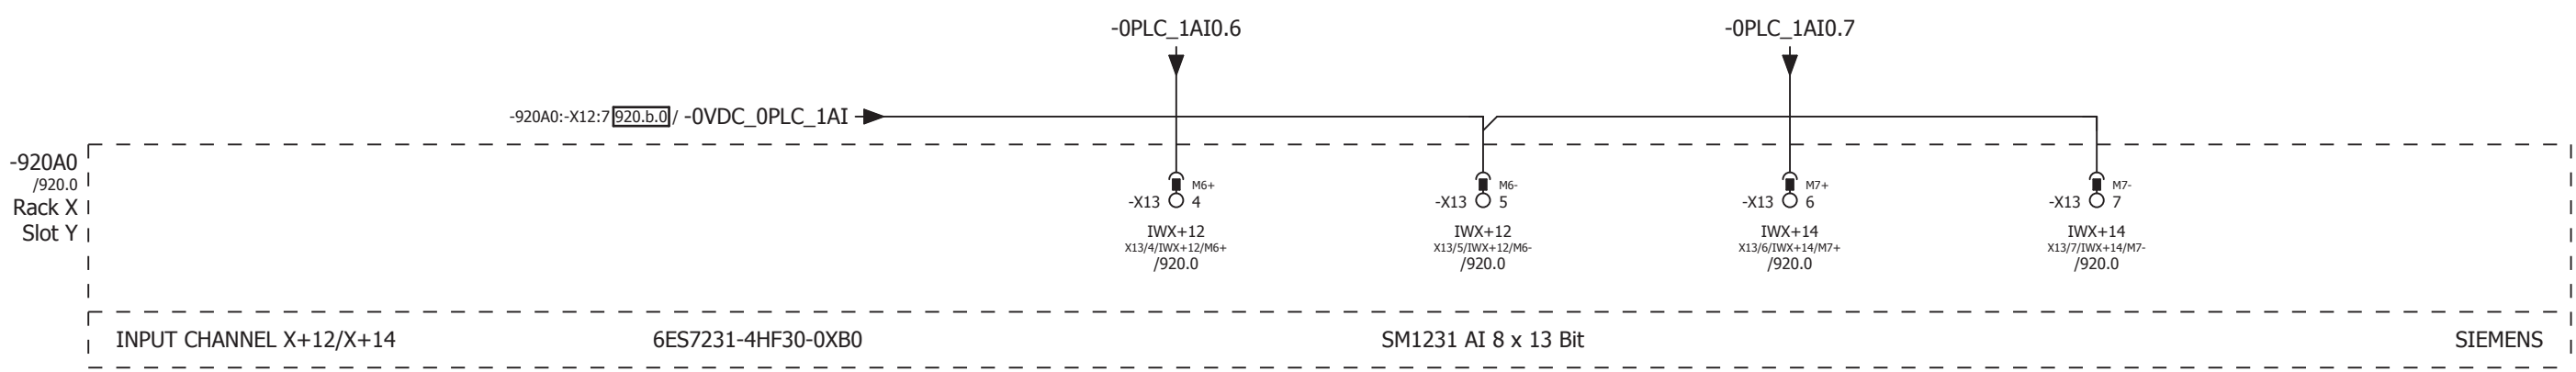 -0PLC_1AI0.6
-0PLC_1AI0.7
-920A0:-X12:7 920.b.0 / -0VDC_0PLC_1AI
-920A0
/920.0
Rack X
Slot Y
M6+
-X13 4
IWX+12
X13/4/IWX+12/M6+
/920.0
M6-
-X13 5
IWX+12
X13/5/IWX+12/M6-
/920.0
M7+
-X13 6
IWX+14
X13/6/IWX+14/M7+
/920.0
M7-
-X13 7
IWX+14
X13/7/IWX+14/M7-
/920.0
INPUT CHANNEL X+12/X+14
6ES7231-4HF30-0XB0
SM1231 AI 8 x 13 Bit
SIEMENS